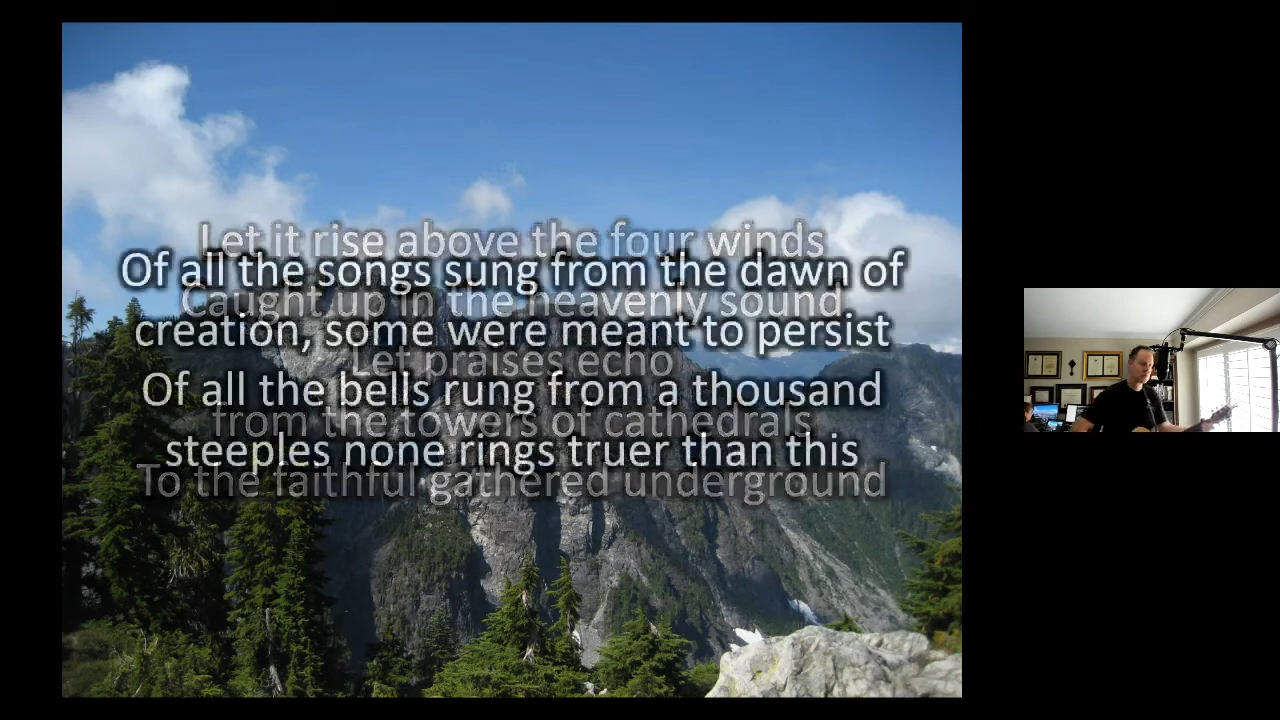 Let it rise above the four winds
Of all the songs sung from the dawn of
Caught up in the heavenly sound
creation, some were meant to persist
Let praises echo
Of all the bells rung from a thousand
from the towers of cathedrals
steeples none rings truer than this
To the faithful gathered underground